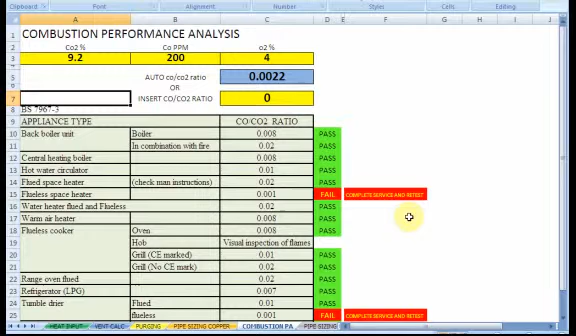 Clipboard Font Alignment Number Styles Cells Editing
A B C D E F G H I J
1 COMBUSTION PERFORMANCE ANALYSIS
2 Co2 % Co PPM o2 %
3 9.2 200 4
5 AUTO co/co2 ratio 0.0022
6 OR
7 INSERT CO/CO2 RATIO 0
8 BS 7967-3
9 APPLIANCE TYPE CO/CO2 RATIO
10 Back boiler unit Boiler 0.008 PASS
11 In combination with fire 0.02 PASS
12 Central heating boiler 0.008 PASS
13 Hot water circulator 0.01 PASS
14 Flued space heater (check man instructions) 0.02 PASS
15 Flueless space heater 0.001 FAIL COMPLETE SERVICE AND RETEST
16 Water heater flued and Flueless 0.02 PASS
17 Warm air heater 0.008 PASS
18 Flueless cooker Oven 0.008 PASS
19 Hob Visual inspection of flames
20 Grill (CE marked) 0.01 PASS
21 Grill (No CE mark) 0.02 PASS
22 Range oven flued 0.02 PASS
23 Refrigerator (LPG) 0.007 PASS
24 Tumble drier Flued 0.01 PASS
25 flueless 0.001 FAIL COMPLETE SERVICE AND RETEST
HEAT INPUT VENT CALC PURGING PIPE SIZING COPPER COMBUSTION PA PIPE SIZING